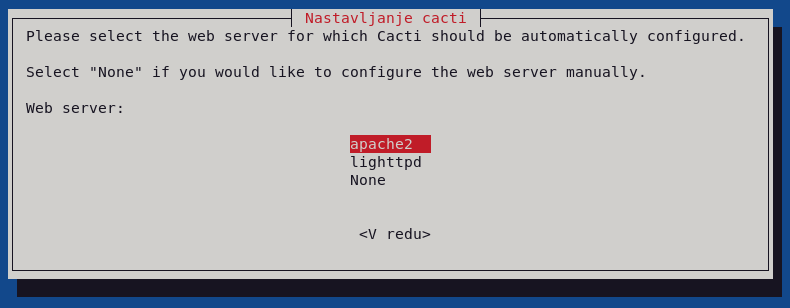 Nastavljanje cacti
Please select the web server for which Cacti should be automatically configured.
Select "None" if you would like to configure the web server manually.
Web server:
apache2
lighttpd
None
<V redu>